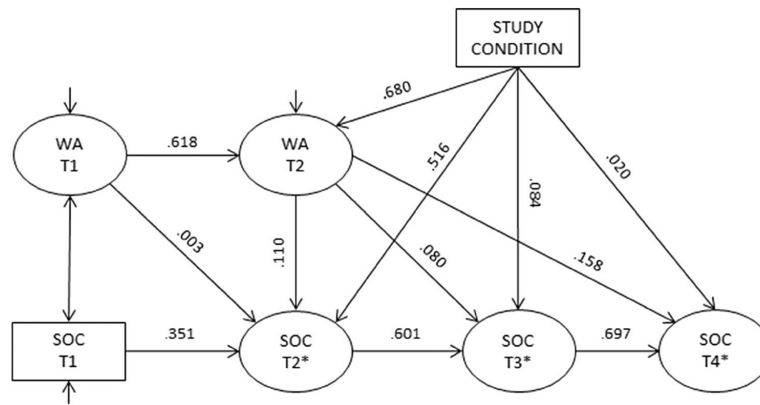 STUDY
CONDITION
.680
WA
T1
.618
WA
T2
.516
.084
.020
.003
.110
.080
.158
SOC
T1
.351
SOC
T2*
.601
SOC
T3*
.697
SOC
T4*